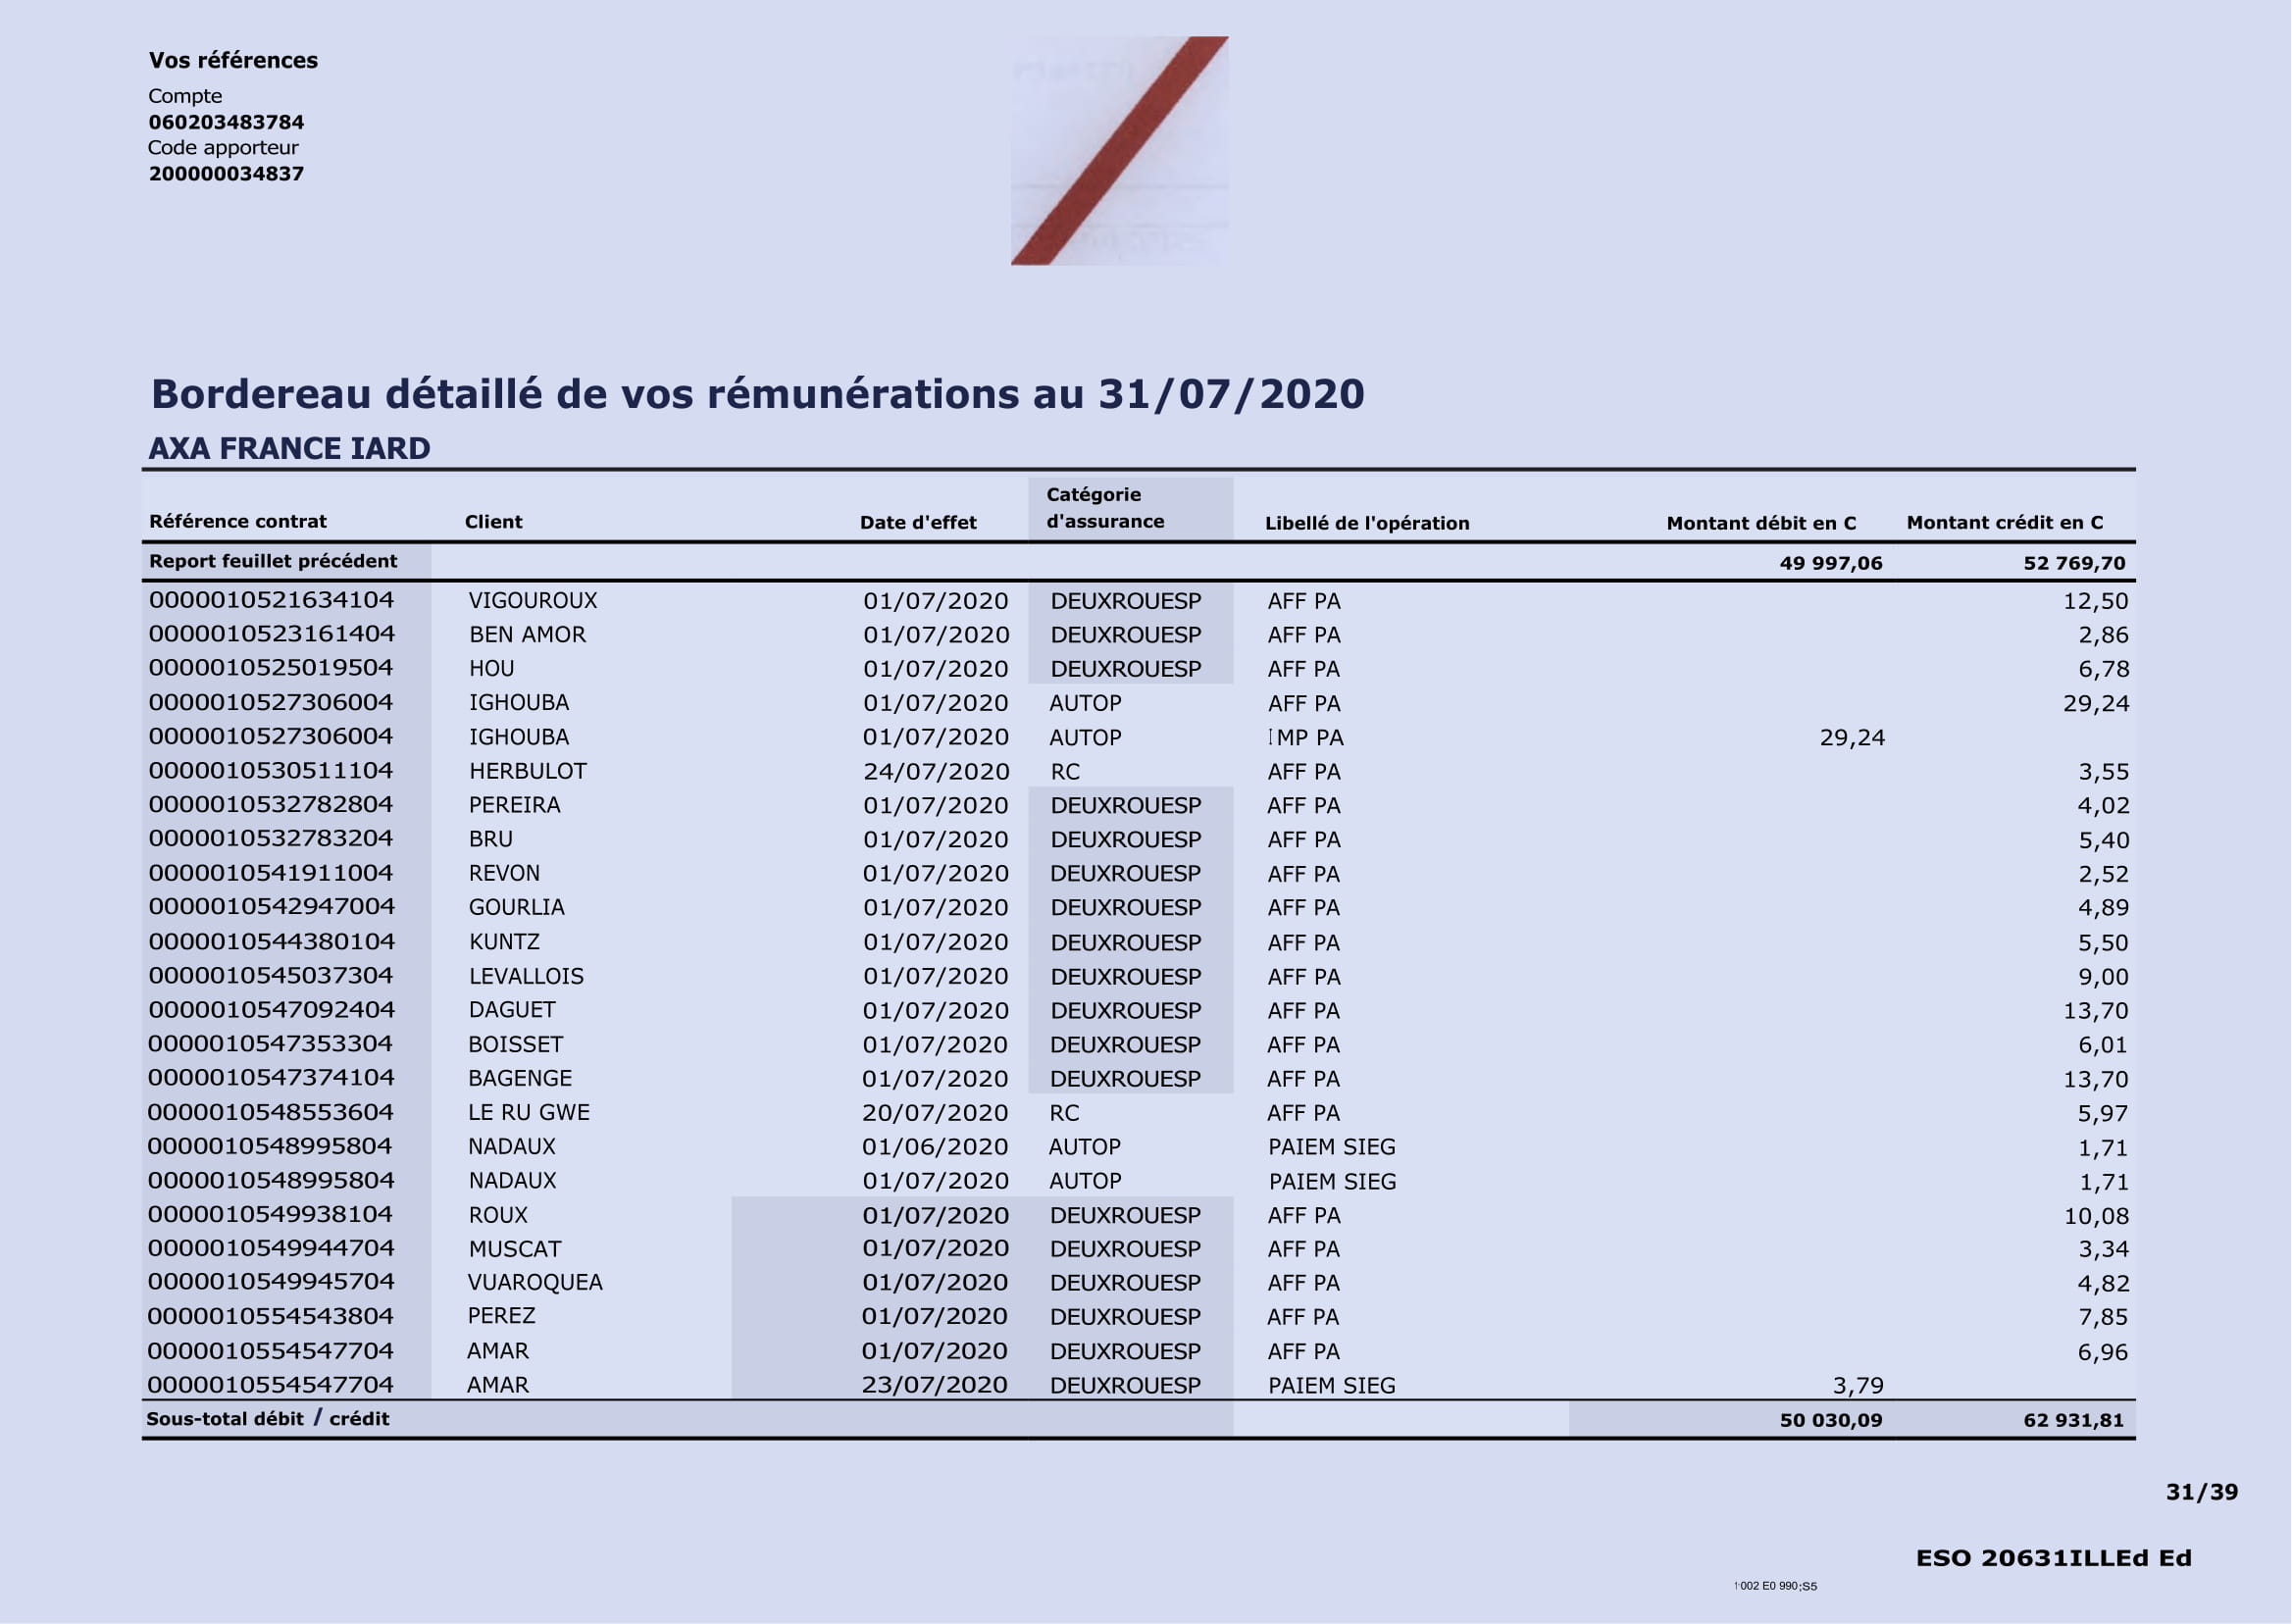 Vos références
Compte
060203483784
Code apporteur
200000034837
Bordereau détaillé de vos rémunérations au 31/07/2020
AXA FRANCE IARD
Référence contrat Client Date d'effet Catégorie d'assurance Libellé de l'opération Montant débit en C Montant crédit en C
Report feuillet précédent 49 997,06 52 769,70
0000010521634104 VIGOUROUX 01/07/2020 DEUXROUESP AFF PA 12,50
0000010523161404 BEN AMOR 01/07/2020 DEUXROUESP AFF PA 2,86
0000010525019504 HOU 01/07/2020 DEUXROUESP AFF PA 6,78
0000010527306004 IGHOUBA 01/07/2020 AUTOP AFF PA 29,24
0000010527306004 IGHOUBA 01/07/2020 AUTOP IMP PA 29,24
0000010530511104 HERBULOT 24/07/2020 RC AFF PA 3,55
0000010532782804 PEREIRA 01/07/2020 DEUXROUESP AFF PA 4,02
0000010532783204 BRU 01/07/2020 DEUXROUESP AFF PA 5,40
0000010541911004 REVON 01/07/2020 DEUXROUESP AFF PA 2,52
0000010542947004 GOURLIA 01/07/2020 DEUXROUESP AFF PA 4,89
0000010544380104 KUNTZ 01/07/2020 DEUXROUESP AFF PA 5,50
0000010545037304 LEVALLOIS 01/07/2020 DEUXROUESP AFF PA 9,00
0000010547092404 DAGUET 01/07/2020 DEUXROUESP AFF PA 13,70
0000010547353304 BOISSET 01/07/2020 DEUXROUESP AFF PA 6,01
0000010547374104 BAGENGE 01/07/2020 DEUXROUESP AFF PA 13,70
0000010548553604 LE RU GWE 20/07/2020 RC AFF PA 5,97
0000010548995804 NADAUX 01/06/2020 AUTOP PAIEM SIEG 1,71
0000010548995804 NADAUX 01/07/2020 AUTOP PAIEM SIEG 1,71
0000010549938104 ROUX 01/07/2020 DEUXROUESP AFF PA 10,08
0000010549944704 MUSCAT 01/07/2020 DEUXROUESP AFF PA 3,34
0000010549945704 VUAROQUEA 01/07/2020 DEUXROUESP AFF PA 4,82
0000010554543804 PEREZ 01/07/2020 DEUXROUESP AFF PA 7,85
0000010554547704 AMAR 01/07/2020 DEUXROUESP AFF PA 6,96
0000010554547704 AMAR 23/07/2020 DEUXROUESP PAIEM SIEG 3,79
Sous-total débit / crédit 50 030,09 62 931,81
31/39
ESO 20631ILLEd Ed
1002 E0 990;S5